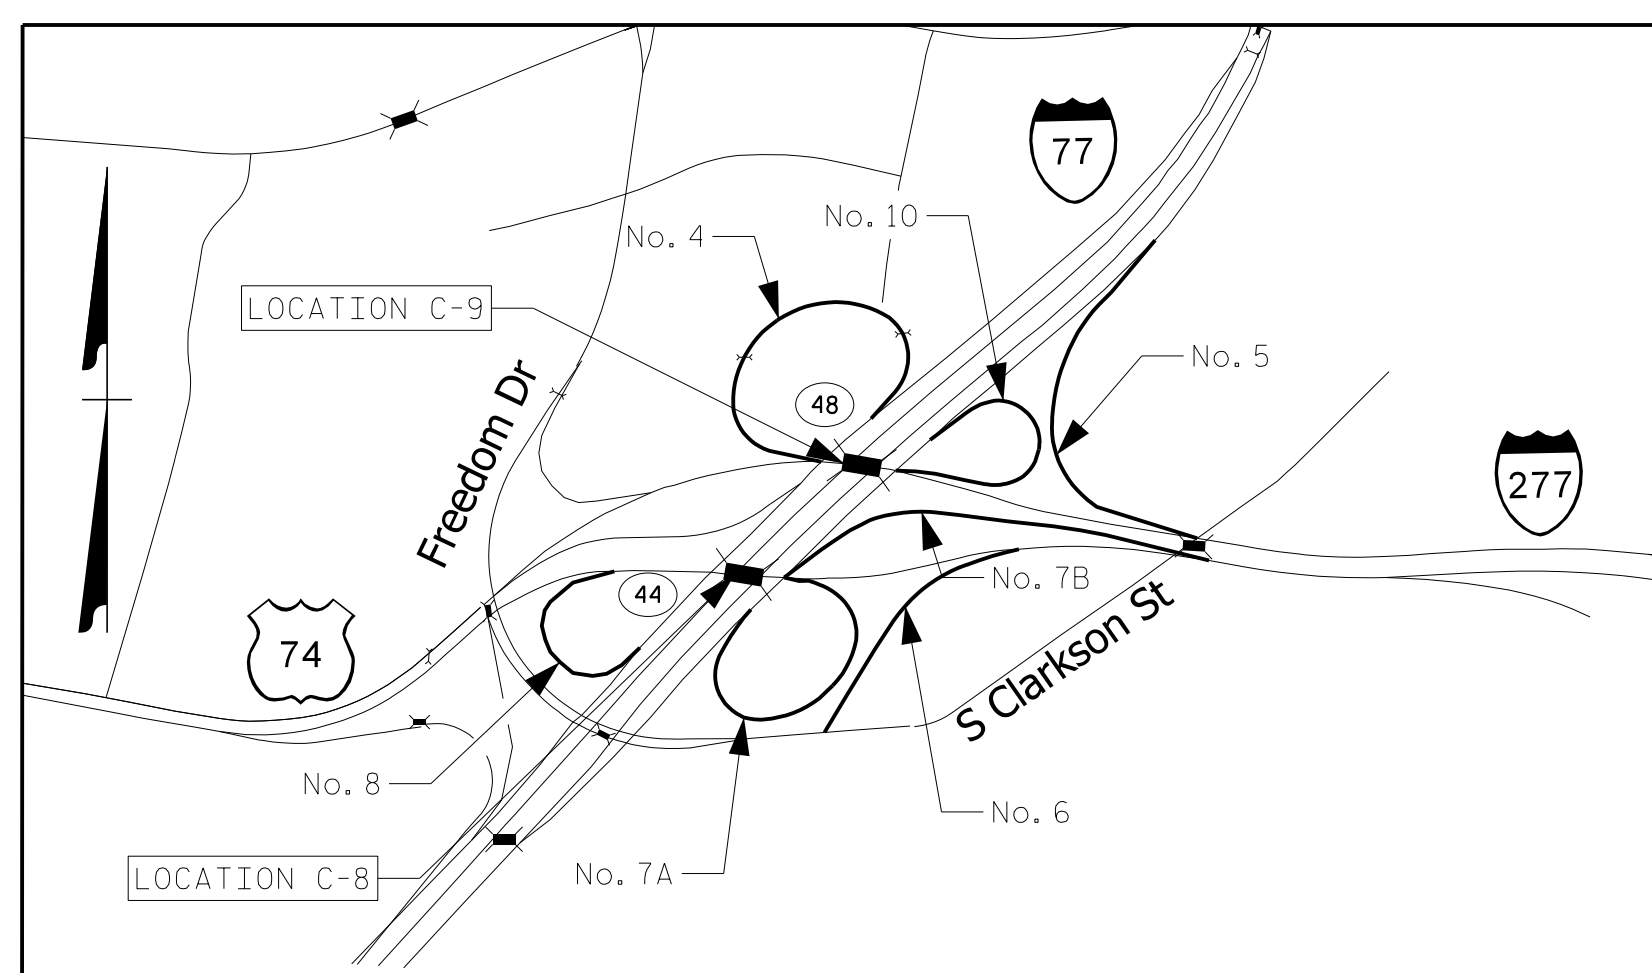 77
No. 10
No. 4
LOCATION C-9
No. 5
48
Freedom Dr
277
No. 7B
44
S Clarkson St
74
No. 8
No. 6
No. 7A
LOCATION C-8